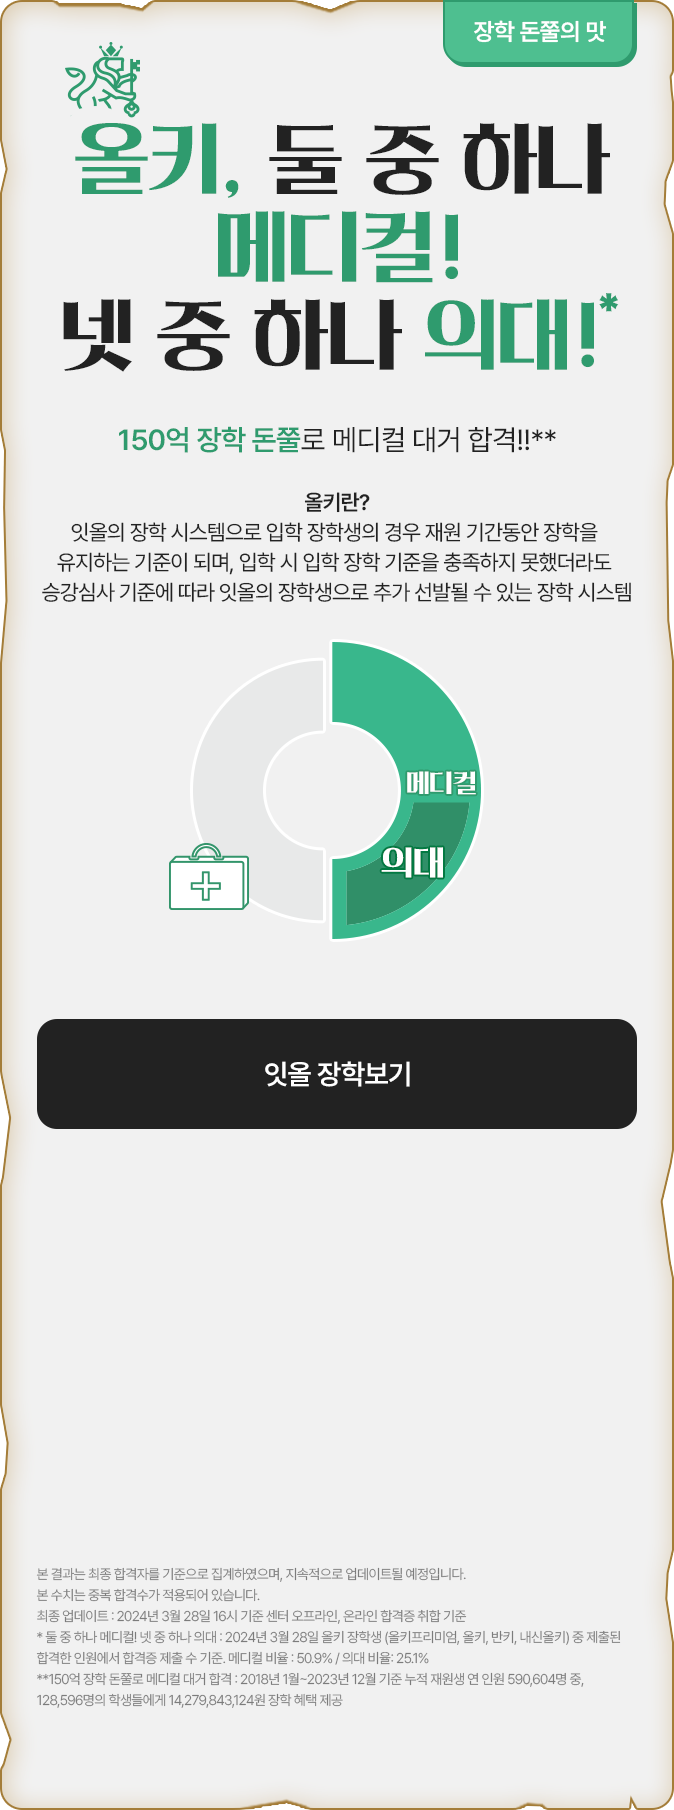 장학 돈쭐의 맛
올키, 둘 중 하나
메디컬!
넷 중 하나 의대!*
150억 장학 돈쭐로 메디컬 대거 합격!!**
올키란?
잇올의 장학 시스템으로 입학 장학생의 경우 재원 기간동안 장학을
유지하는 기준이 되며, 입학 시 입학 장학 기준을 충족하지 못했더라도
승강심사 기준에 따라 잇올의 장학생으로 추가 선발될 수 있는 장학 시스템
메디컬
의대
잇올 장학보기
본 결과는 최종 합격자를 기준으로 집계하였으며, 지속적으로 업데이트될 예정입니다.
본 수치는 중복 합격수가 적용되어 있습니다.
최종 업데이트 : 2024년 3월 28일 16시 기준 센터 오프라인, 온라인 합격증 취합 기준
* 둘 중 하나 메디컬! 넷 중 하나 의대 : 2024년 3월 28일 올키 장학생 (올키프리미엄, 올키, 반키, 내신올키) 중 제출된
합격한 인원에서 합격증 제출 수 기준. 메디컬 비율 : 50.9% / 의대 비율: 25.1%
**150억 장학 돈쭐로 메디컬 대거 합격 : 2018년 1월~2023년 12월 기준 누적 재원생 연 인원 590,604명 중,
128,596명의 학생들에게 14,279,843,124원 장학 혜택 제공